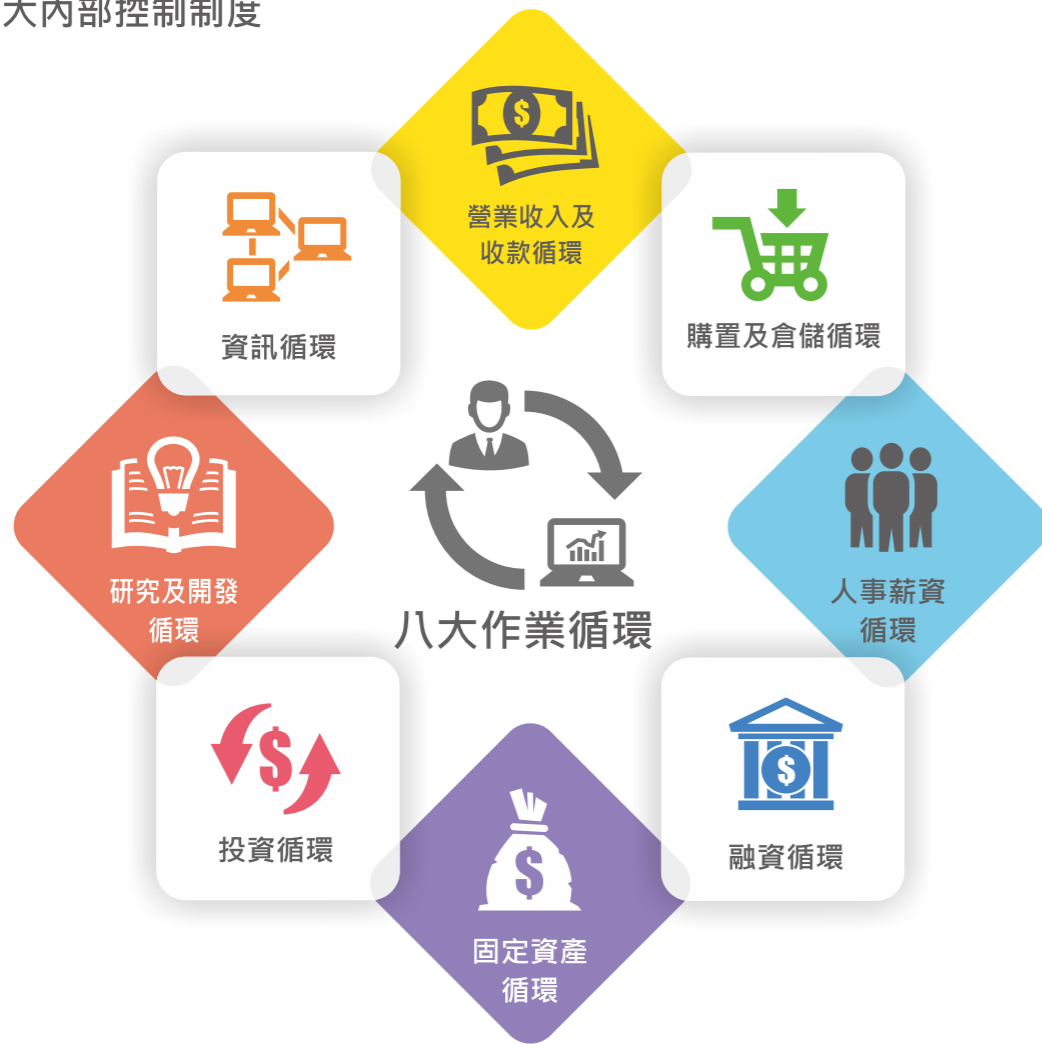 大內部控制制度
營業收入及
收款循環
資訊循環
購置及倉儲循環
研究及開發
循環
人事薪資
循環
八大作業循環
投資循環
融資循環
固定資產
循環